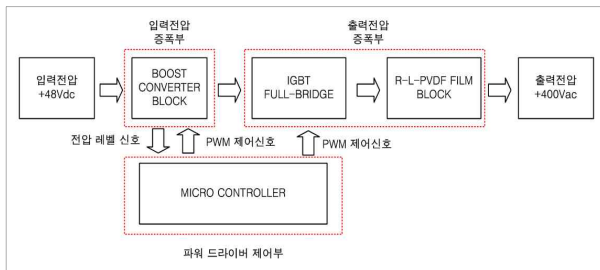 입력전압
증폭부
출력전압
증폭부
입력전압
+48Vdc
BOOST
CONVERTER
BLOCK
IGBT
FULL-BRIDGE
R-L-PVDF FILM
BLOCK
출력전압
+400Vac
전압 레벨 신호
PWM 제어신호
PWM 제어신호
MICRO CONTROLLER
파워 드라이버 제어부